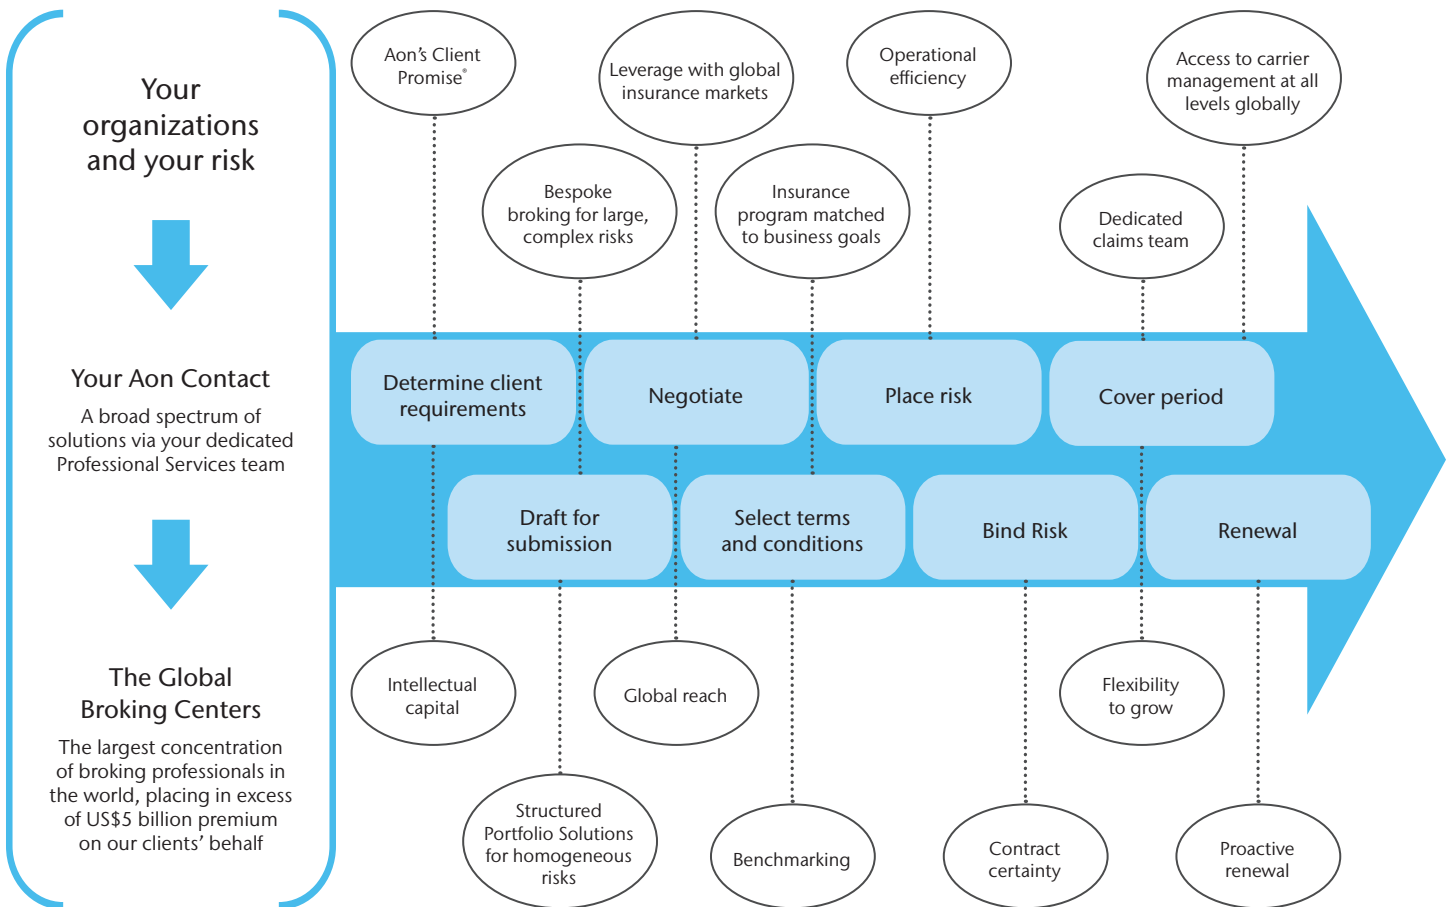 Your
organizations
and your risk
Your Aon Contact
A broad spectrum of
solutions via your dedicated
Professional Services team
The Global
Broking Centers
The largest concentration
of broking professionals in
the world, placing in excess
of US$5 billion premium
on our clients’ behalf
Aon’s Client
Promise®
Leverage with global
insurance markets
Operational
efficiency
Access to carrier
management at all
levels globally
Bespoke
broking for large,
complex risks
Insurance
program matched
to business goals
Dedicated
claims team
Determine client
requirements
Negotiate
Place risk
Cover period
Draft for
submission
Select terms
and conditions
Bind Risk
Renewal
Intellectual
capital
Global reach
Flexibility
to grow
Structured
Portfolio Solutions
for homogeneous
risks
Benchmarking
Contract
certainty
Proactive
renewal